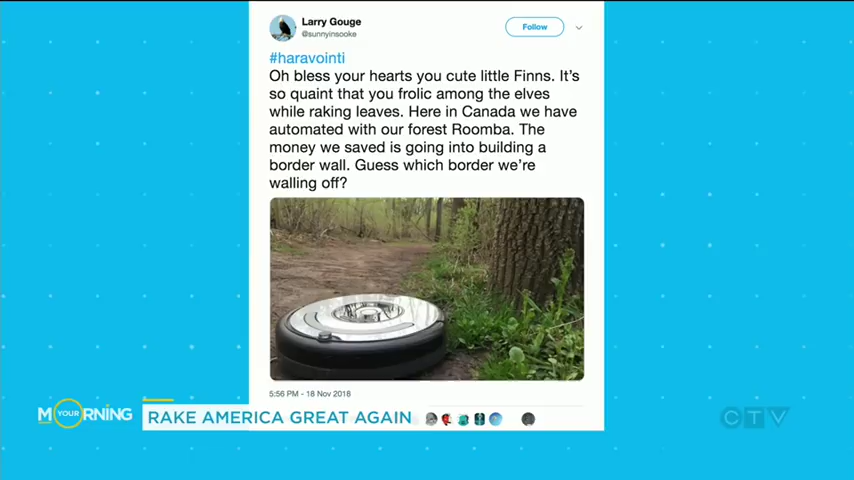 Larry Gouge
@sunnyinsooke
Follow
#haravointi
Oh bless your hearts you cute little Finns. It's
so quaint that you frolic among the elves
while raking leaves. Here in Canada we have
automated with our forest Roomba. The
money we saved is going into building a
border wall. Guess which border we're
walling off?
5:56 PM - 18 Nov 2018
YOUR MORNING
RAKE AMERICA GREAT AGAIN
CTV